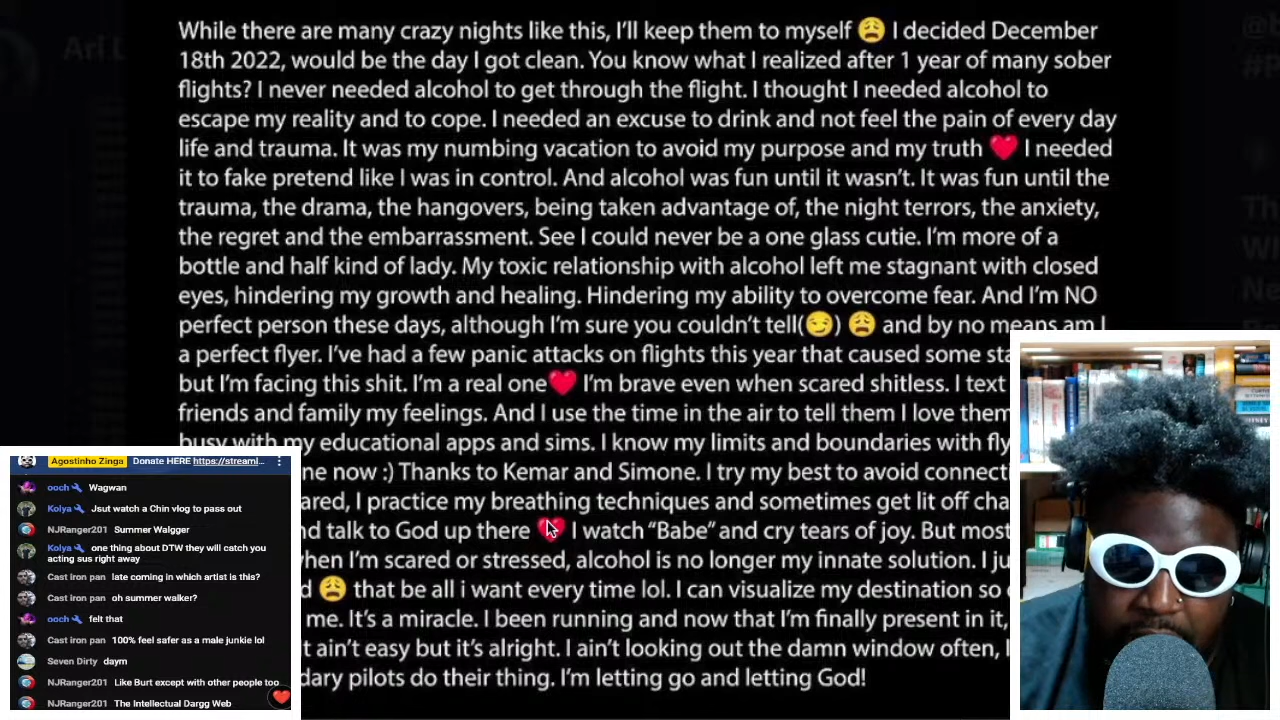 While there are many crazy nights like this, I'll keep them to myself 😩 I decided December
18th 2022, would be the day I got clean. You know what I realized after 1 year of many sober
flights? I never needed alcohol to get through the flight. I thought I needed alcohol to
escape my reality and to cope. I needed an excuse to drink and not feel the pain of every day
life and trauma. It was my numbing vacation to avoid my purpose and my truth ❤️ I needed
it to fake pretend like I was in control. And alcohol was fun until it wasn't. It was fun until the
trauma, the drama, the hangovers, being taken advantage of, the night terrors, the anxiety,
the regret and the embarrassment. See I could never be a one glass cutie. I'm more of a
bottle and half kind of lady. My toxic relationship with alcohol left me stagnant with closed
eyes, hindering my growth and healing. Hindering my ability to overcome fear. And I'm NO
perfect person these days, although I'm sure you couldn't tell(😏) 😩 and by no means am I
a perfect flyer. I've had a few panic attacks on flights this year that caused some sta
but I'm facing this shit. I'm a real one❤️ I'm brave even when scared shitless. I text
friends and family my feelings. And I use the time in the air to tell them I love them
busy with my educational apps and sims. I know my limits and boundaries with fly
ne now :) Thanks to Kemar and Simone. I try my best to avoid connecti
ared, I practice my breathing techniques and sometimes get lit off cha
nd talk to God up there ❤️ I watch "Babe" and cry tears of joy. But most
when I'm scared or stressed, alcohol is no longer my innate solution. I ju
d 😩 that be all i want every time lol. I can visualize my destination so
me. It's a miracle. I been running and now that I'm finally present in it,
t ain't easy but it's alright. I ain't looking out the damn window often, I
dary pilots do their thing. I'm letting go and letting God!
Agostinho Zinga Donate HERE https://streaml...
ooch Wagwan
Kolya Jsut watch a Chin vlog to pass out
NJRanger201 Summer Walgger
Kolya one thing about DTW they will catch you
acting sus right away
Cast iron pan late coming in which artist is this?
Cast iron pan oh summer walker?
ooch felt that
Cast iron pan 100% feel safer as a male junkie lol
Seven Dirty daym
NJRanger201 Like Burt except with other people too
NJRanger201 The Intellectual Dargg Web